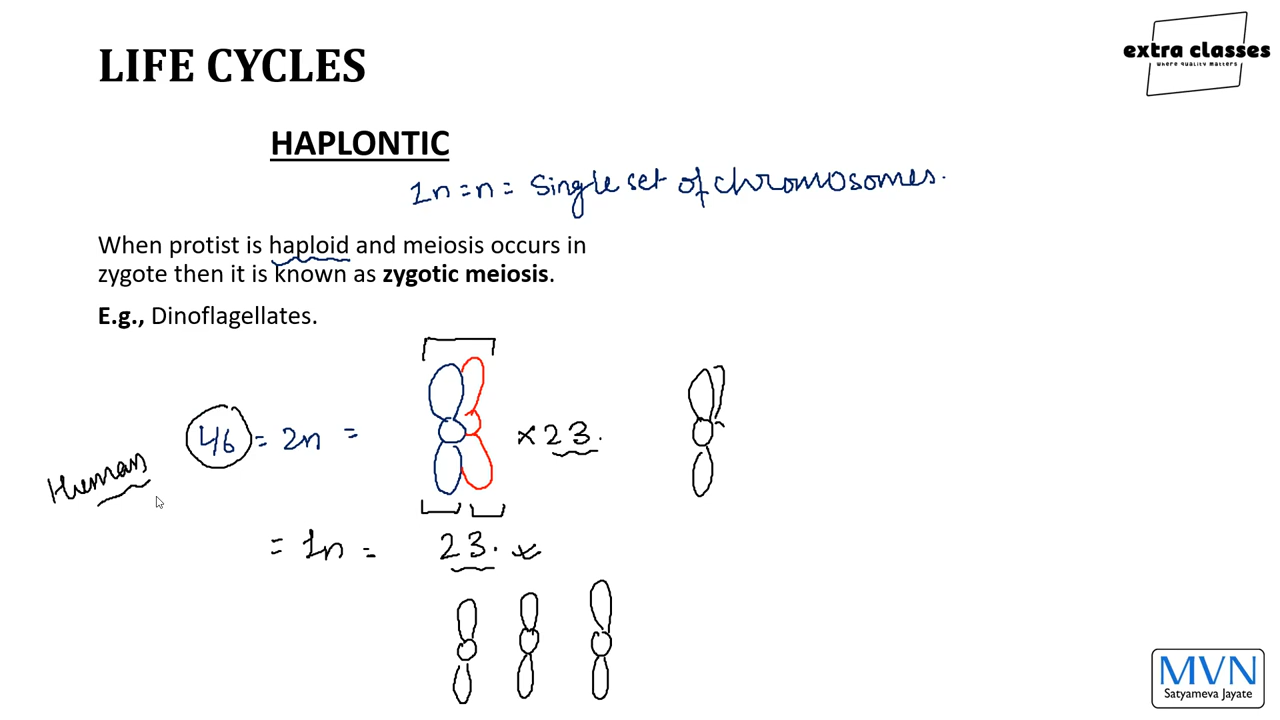 LIFE CYCLES
extra classes
where quality matters
HAPLONTIC
1n = n = Single set of chromosomes.
When protist is haploid and meiosis occurs in
zygote then it is known as zygotic meiosis.
E.g., Dinoflagellates.
46 = 2n =
× 23.
Human
= 1n = 23. ×
MVN
Satyameva Jayate